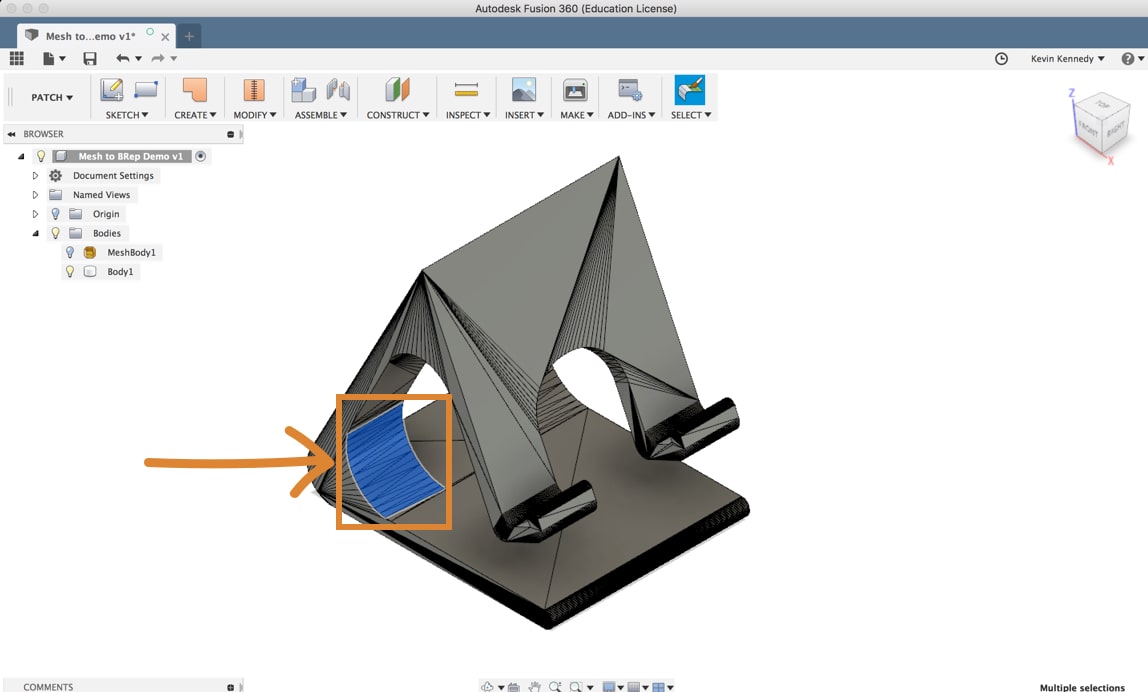 Autodesk Fusion 360 (Education License)
Mesh to...emo v1*
Kevin Kennedy
PATCH
SKETCH
CREATE
MODIFY
ASSEMBLE
CONSTRUCT
INSPECT
INSERT
MAKE
ADD-INS
SELECT
BROWSER
Mesh to BRep Demo v1
Document Settings
Named Views
Origin
Bodies
MeshBody1
Body1
Z
TOP
FRONT
RIGHT
X
COMMENTS
Multiple selections